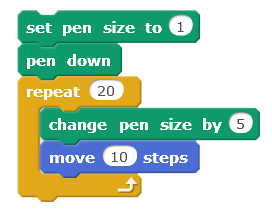 set pen size to 1
pen down
repeat 20
change pen size by 5
move 10 steps